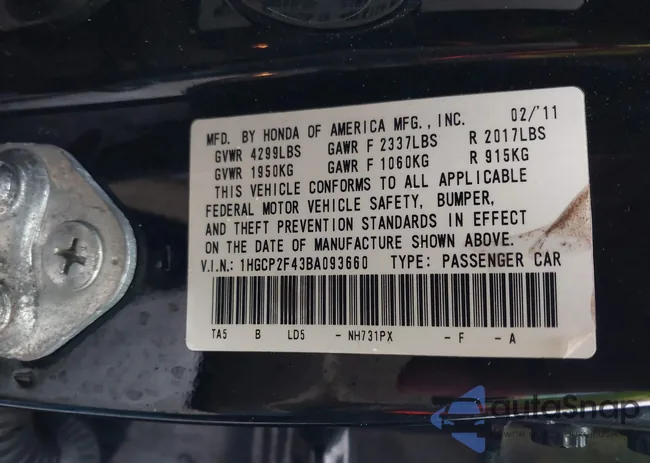 MFD. BY HONDA OF AMERICA MFG., INC. 02/'11
GVWR 4299LBS GAWR F 2337LBS R 2017LBS
GVWR 1950KG GAWR F 1060KG R 915KG
THIS VEHICLE CONFORMS TO ALL APPLICABLE
FEDERAL MOTOR VEHICLE SAFETY, BUMPER,
AND THEFT PREVENTION STANDARDS IN EFFECT
ON THE DATE OF MANUFACTURE SHOWN ABOVE.
V.I.N.: 1HGCP2F43BA093660 TYPE: PASSENGER CAR
TA5 B LD5 -NH731PX -F -A
autoSnap